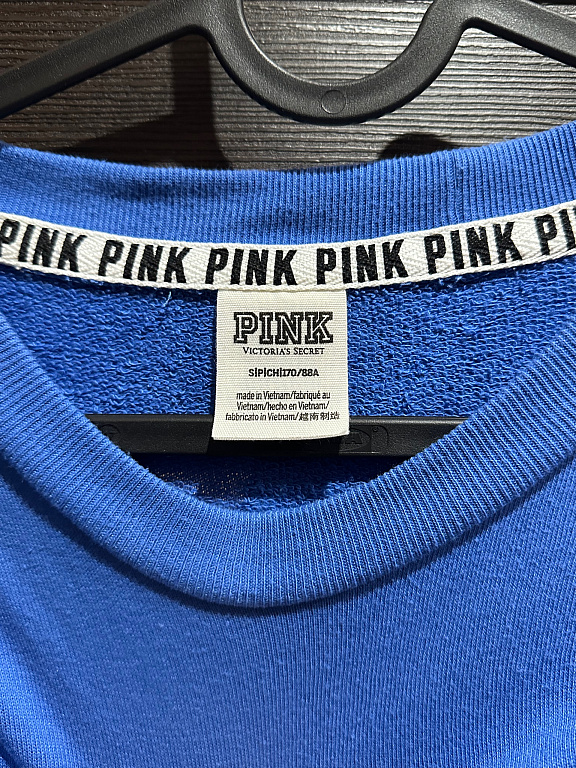 PINK PINK PINK PINK PINK PI
PINK
VICTORIA'S SECRET
S|P|CH|170/88A
made in Vietnam/fabriqué au
Vietnam/hecho en Vietnam/
fabbricato in Vietnam/越南制造